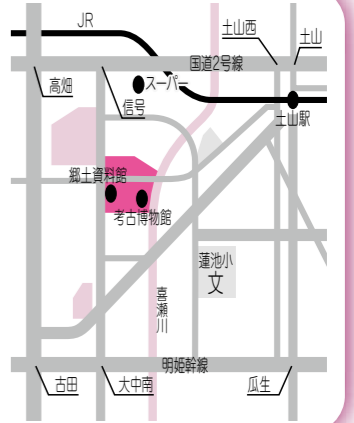 JR
土山西
土山
国道2号線
スーパー
高畑
信号
土山駅
郷土資料館
考古博物館
蓮池小
文
喜瀬川
明姫幹線
古田
大中南
瓜生